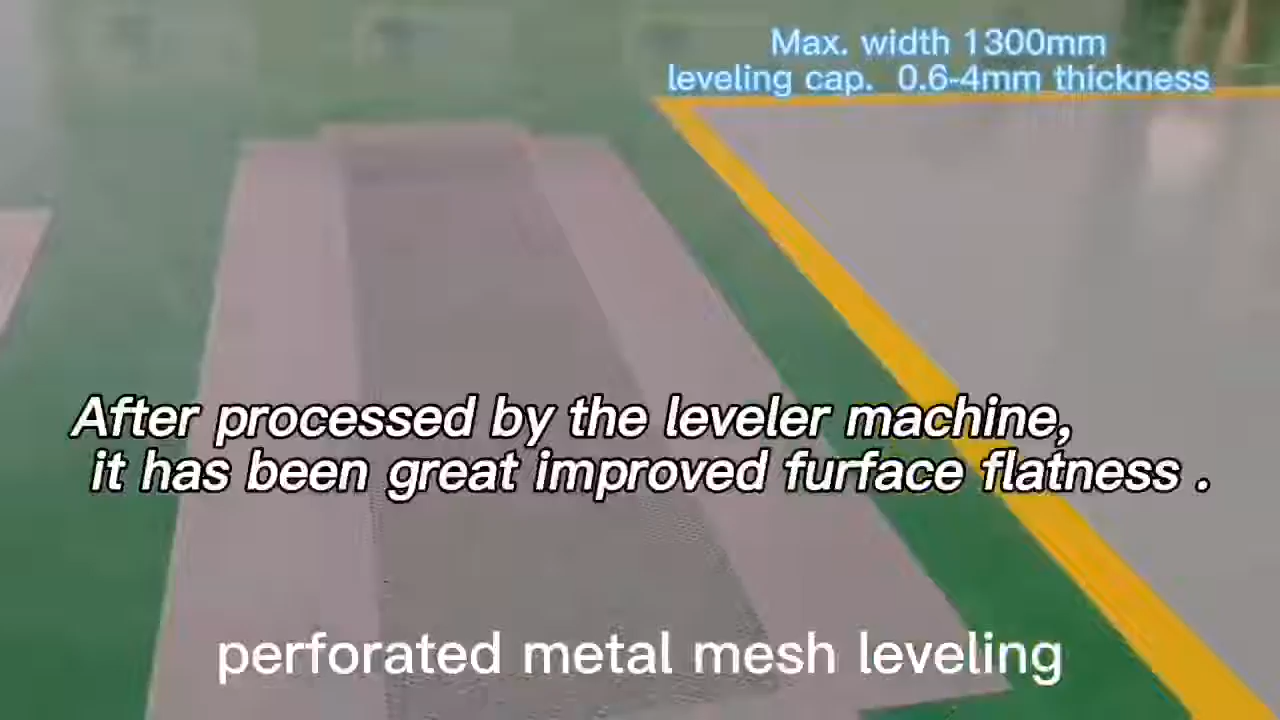 Max. width 1300mm
leveling cap. 0.6-4mm thickness
After processed by the leveler machine,
it has been great improved furface flatness .
perforated metal mesh leveling